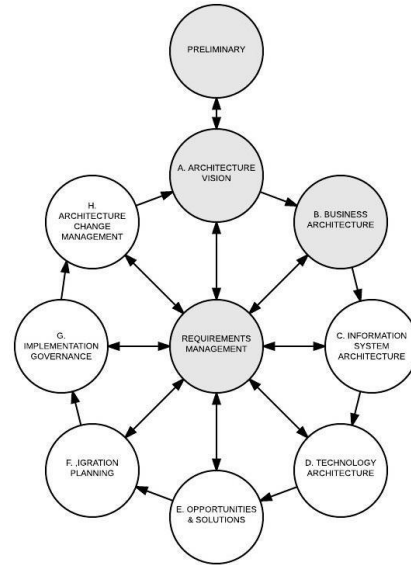 PRELIMINARY
A. ARCHITECTURE
VISION
H.
ARCHITECTURE
CHANGE
MANAGEMENT
B. BUSINESS
ARCHITECTURE
G.
IMPLEMENTATION
GOVERNANCE
REQUIREMENTS
MANAGEMENT
C. INFORMATION
SYSTEM
ARCHITECTURE
F. ,IGRATION
PLANNING
D. TECHNOLOGY
ARCHITECTURE
E. OPPORTUNITIES
& SOLUTIONS